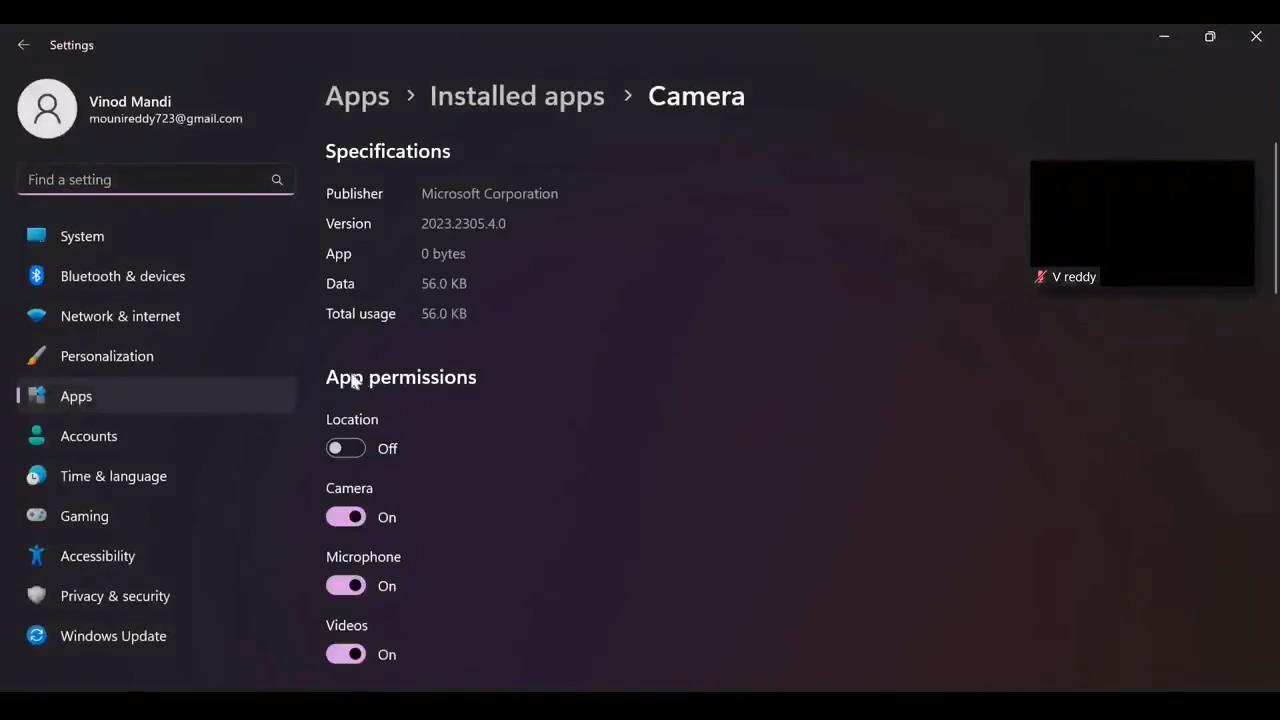 Settings
Vinod Mandi
mounireddy723@gmail.com
Find a setting
System
Bluetooth & devices
Network & internet
Personalization
Apps
Accounts
Time & language
Gaming
Accessibility
Privacy & security
Windows Update
Apps > Installed apps > Camera
Specifications
Publisher Microsoft Corporation
Version 2023.2305.4.0
App 0 bytes
Data 56.0 KB
Total usage 56.0 KB
App permissions
Location
Off
Camera
On
Microphone
On
Videos
On
V reddy